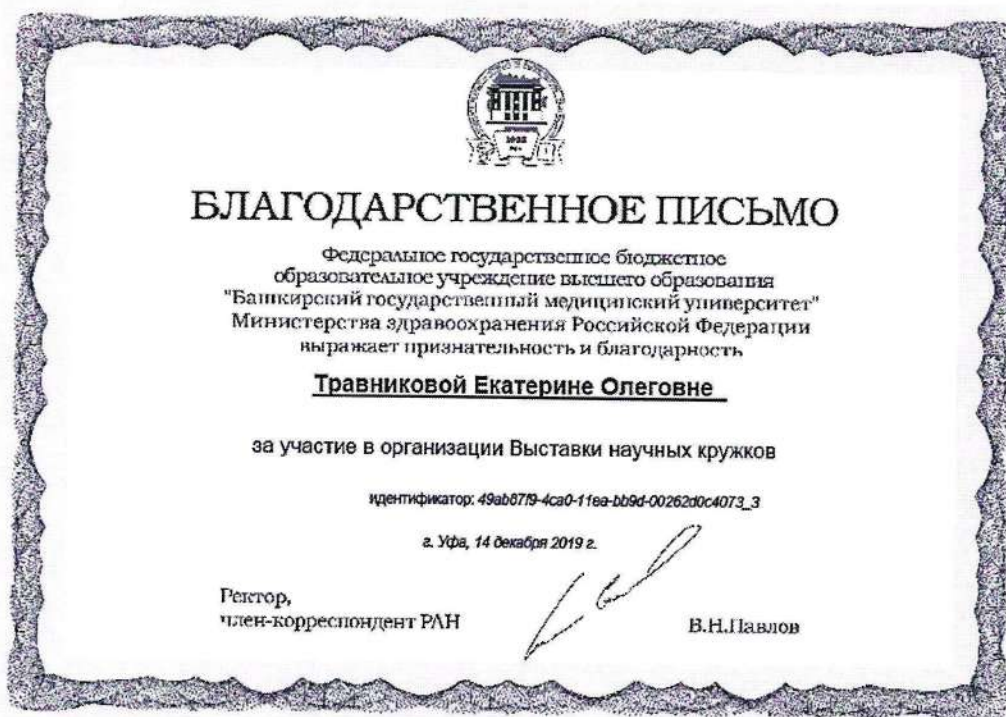 1932
БЛАГОДАРСТВЕННОЕ ПИСЬМО
Федеральное государственное бюджетное
образовательное учреждение высшего образования
"Башкирский государственный медицинский университет"
Министерства здравоохранения Российской Федерации
выражает признательность и благодарность
Травниковой Екатерине Олеговне
за участие в организации Выставки научных кружков
идентификатор: 49ab87f9-4ca0-11ea-bb9d-00262d0c4073_3
г. Уфа, 14 декабря 2019 г.
Ректор,
член-корреспондент РАН
В.Н.Павлов